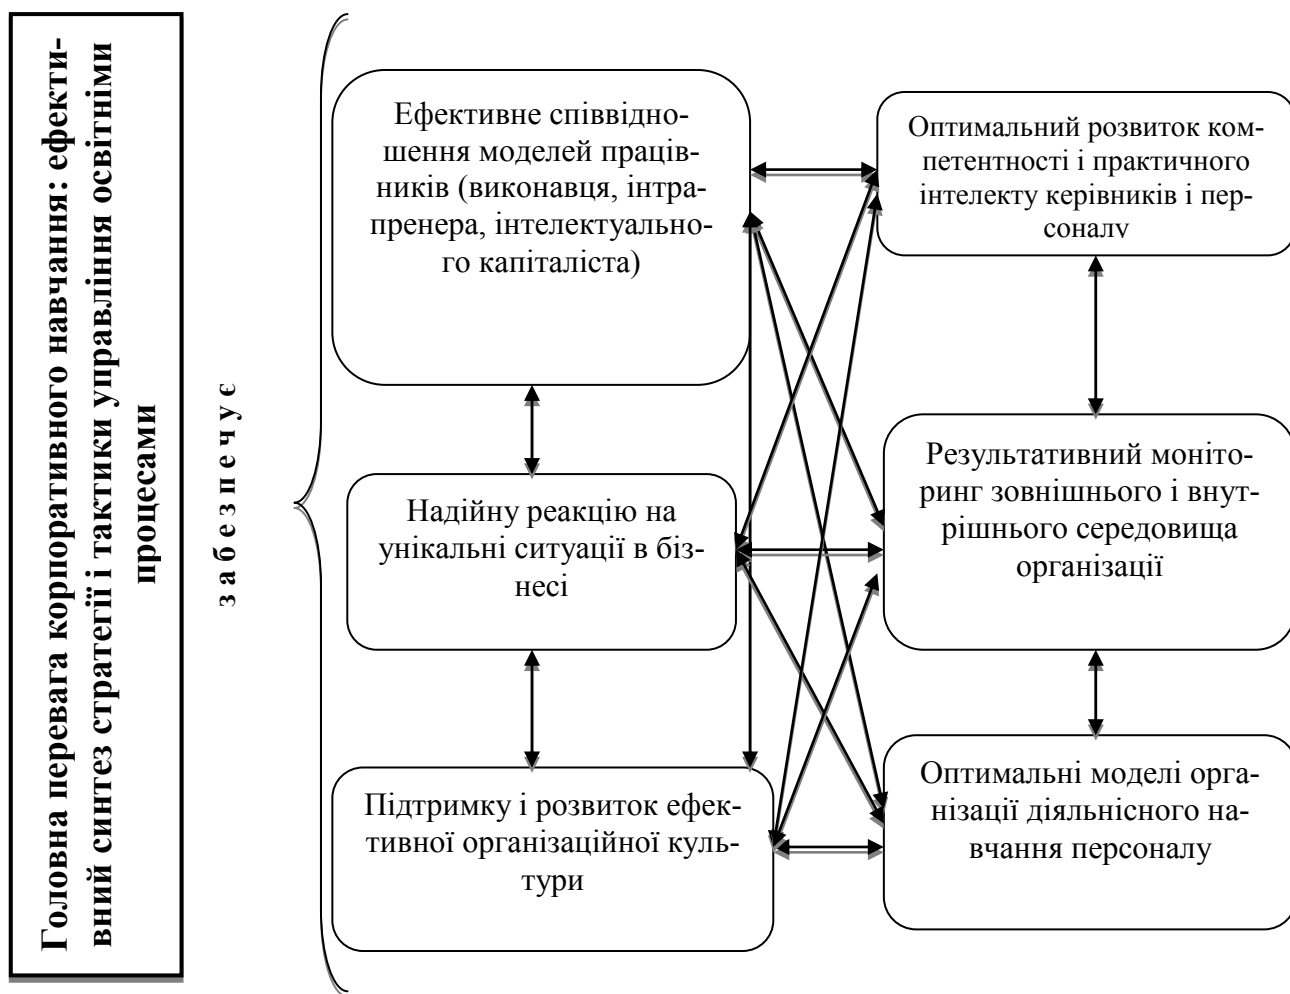 Головна перевага корпоративного навчання: ефекти-
вний синтез стратегії і тактики управління освітніми
процесами
забезпечує
Ефективне співвідно-
шення моделей праців-
ників (виконавця, інтра-
пренера, інтелектуально-
го капіталіста)
Надійну реакцію на
унікальні ситуації в біз-
несі
Підтримку і розвиток ефек-
тивної організаційної куль-
тури
Оптимальний розвиток ком-
петентності і практичного
інтелекту керівників і пер-
соналу
Результативний моніто-
ринг зовнішнього і внут-
рішнього середовища
організації
Оптимальні моделі орга-
нізації діяльнісного на-
вчання персоналу